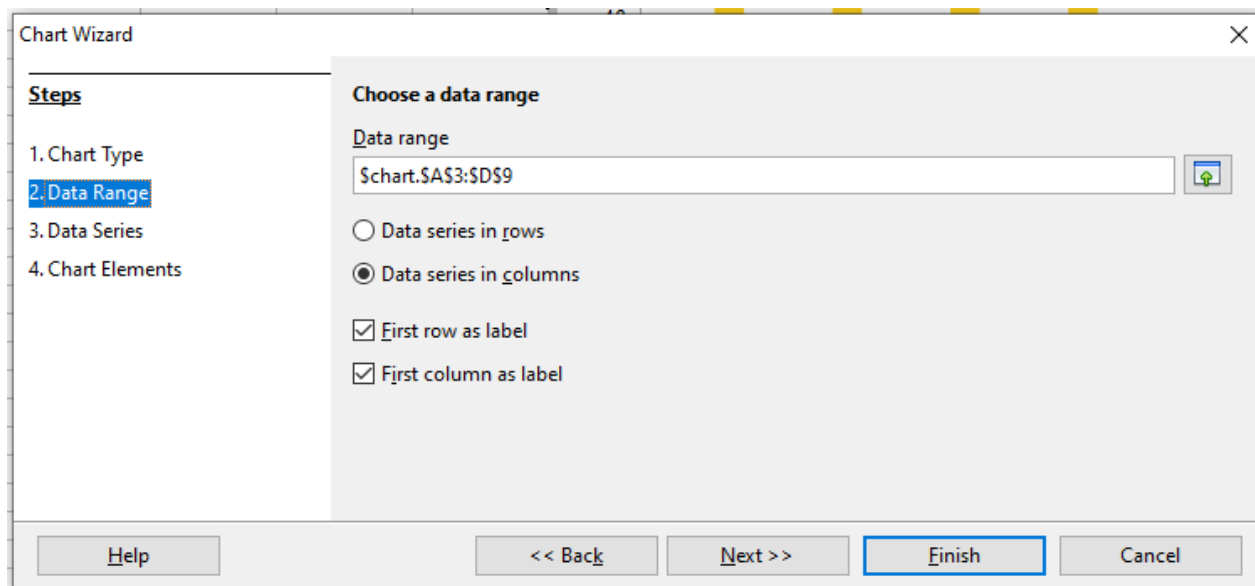 Chart Wizard
Steps
1. Chart Type
2. Data Range
3. Data Series
4. Chart Elements
Choose a data range
Data range
$chart.$A$3:$D$9
Data series in rows
Data series in columns
First row as label
First column as label
Help
<< Back
Next >>
Finish
Cancel